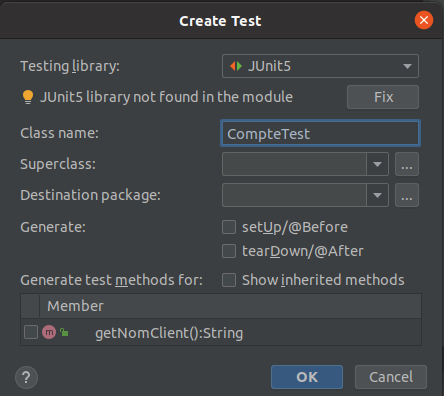 Create Test
Testing library: JUnit5
JUnit5 library not found in the module Fix
Class name: CompteTest
Superclass: ...
Destination package: ...
Generate: setUp/@Before
tearDown/@After
Generate test methods for: Show inherited methods
Member
m getNomClient():String
? OK Cancel